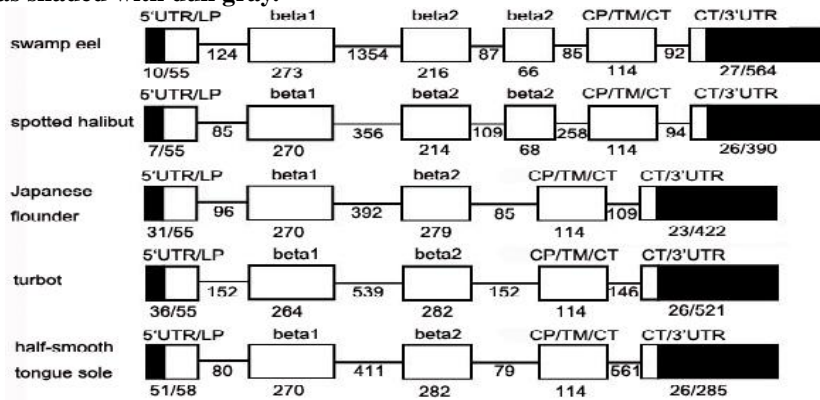 as shaded with dun gray.
5'UTR/LP beta1 beta2 beta2 CP/TM/CT CT/3'UTR
swamp eel
124 1354 87 85 92
10/55 273 216 66 114 27/564
5'UTR/LP beta1 beta2 beta2 CP/TM/CT CT/3'UTR
spotted halibut
85 356 109 258 94
7/55 270 214 68 114 26/390
5'UTR/LP beta1 beta2 CP/TM/CT CT/3'UTR
Japanese
flounder
96 392 85 109
31/55 270 279 114 23/422
5'UTR/LP beta1 beta2 CP/TM/CT CT/3'UTR
turbot
152 539 152 146
36/55 264 282 114 26/521
5'UTR/LP beta1 beta2 CP/TM/CT CT/3'UTR
half-smooth
tongue sole
80 411 79 561
51/58 270 282 114 26/285